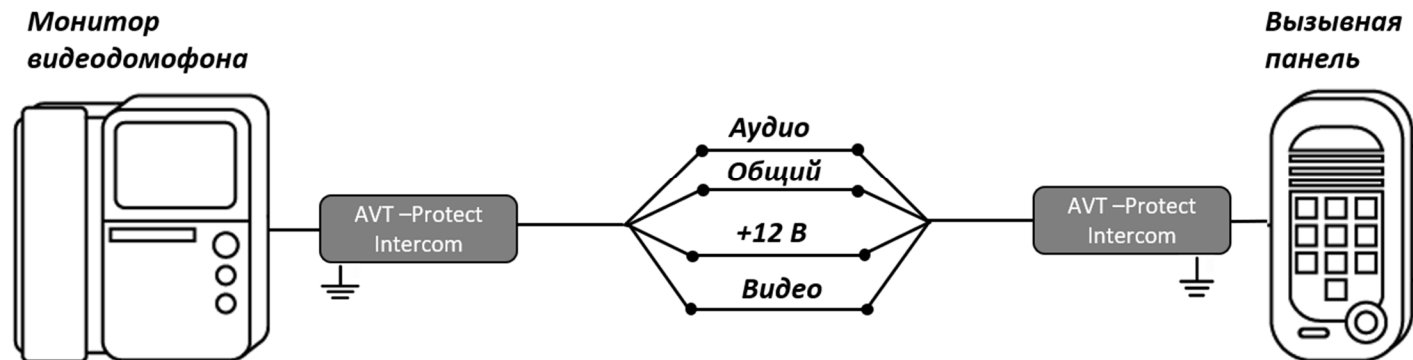 Монитор
видеодомофона
Вызывная
панель
AVT –Protect
Intercom
Аудио
Общий
+12 В
Видео
AVT –Protect
Intercom